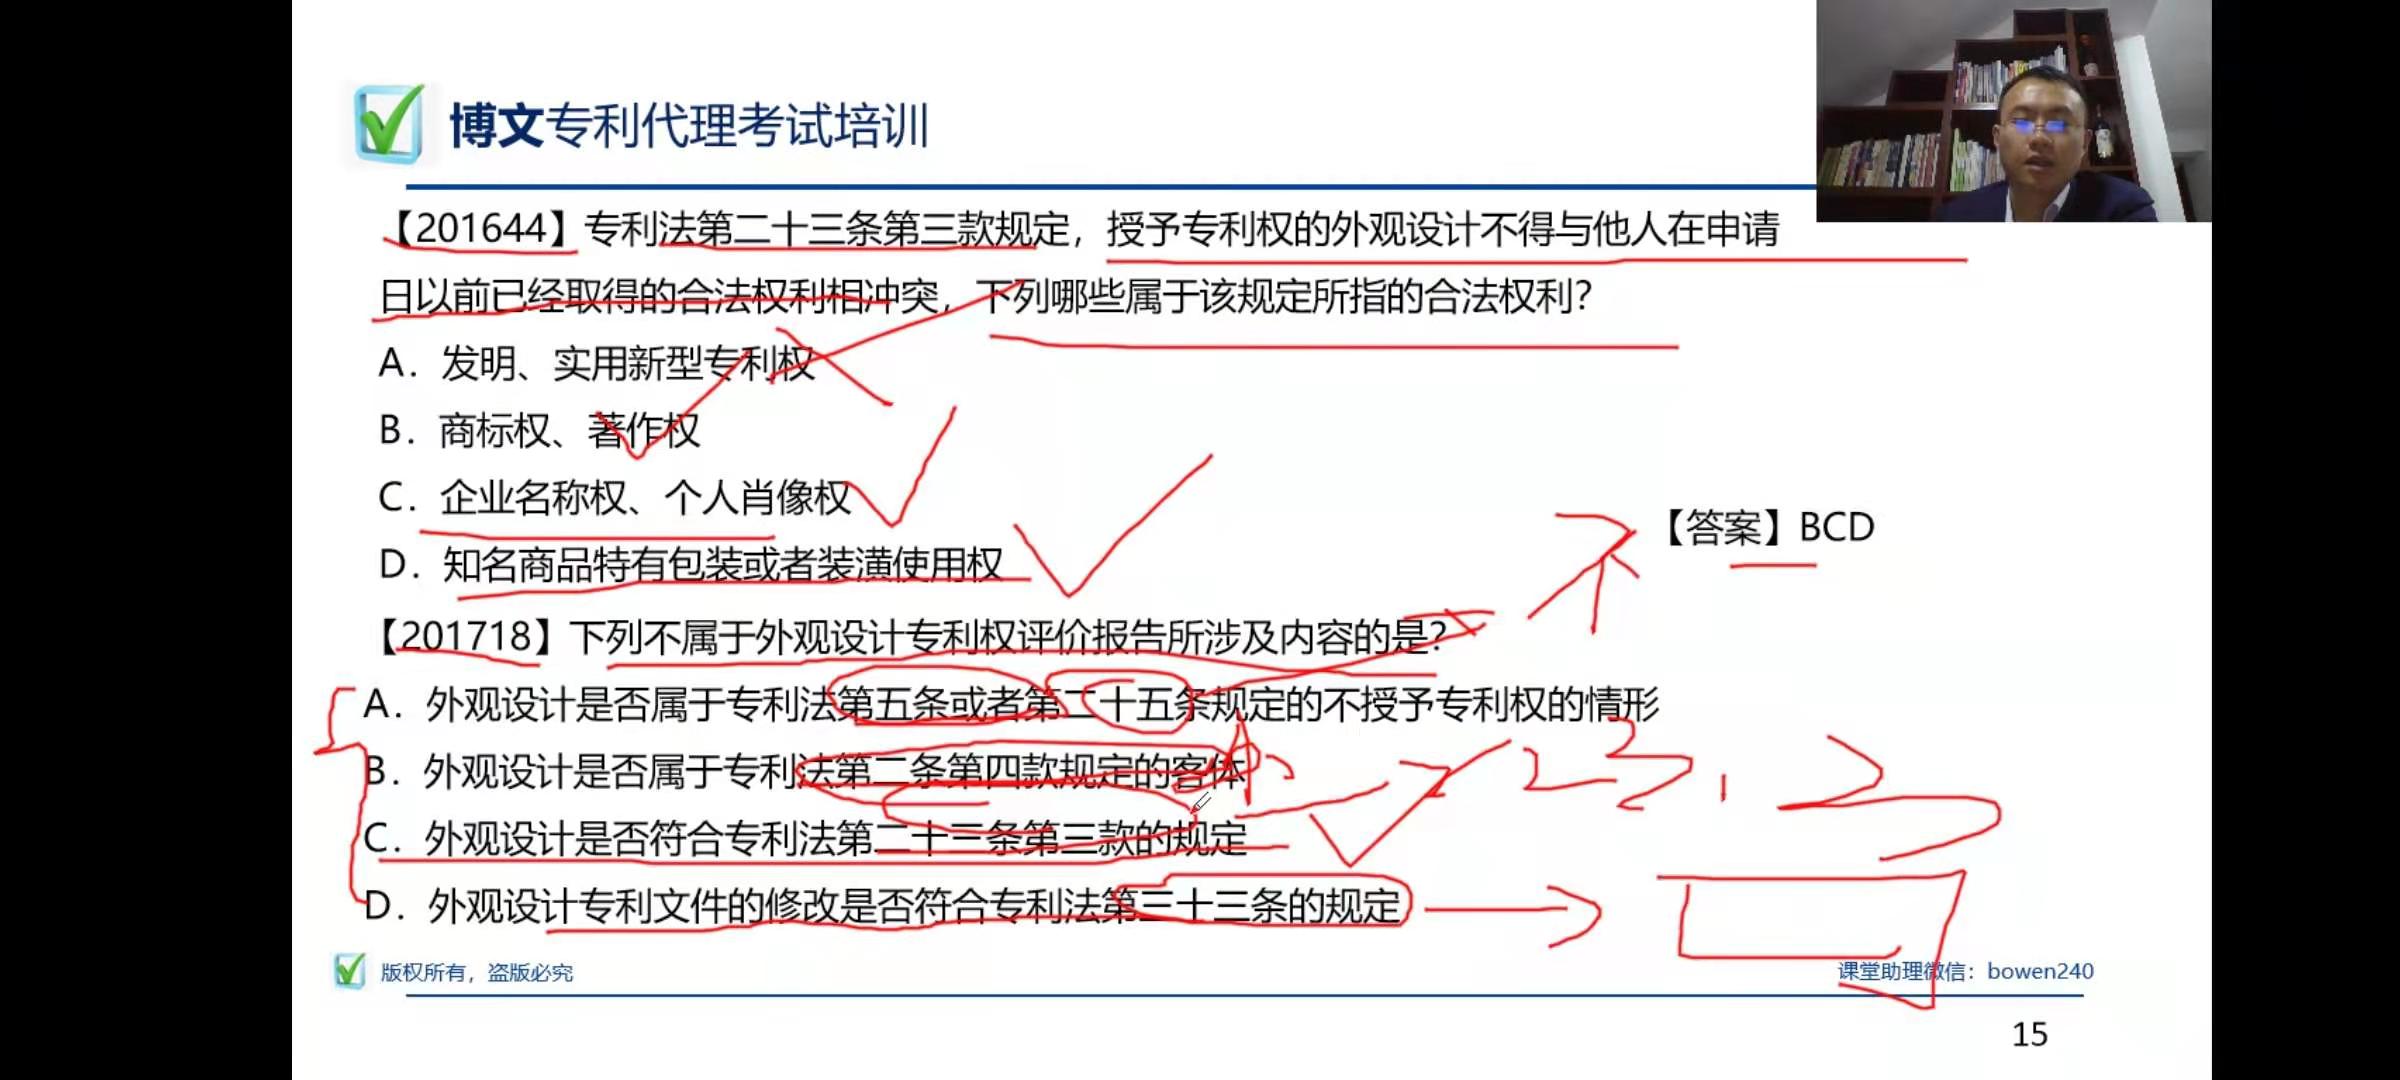 博文专利代理考试培训
【201644】专利法第二十三条第三款规定，授予专利权的外观设计不得与他人在申请
日以前已经取得的合法权利相冲突，下列哪些属于该规定所指的合法权利？
A．发明、实用新型专利权
B．商标权、著作权
C．企业名称权、个人肖像权
【答案】BCD
D．知名商品特有包装或者装潢使用权
【201718】下列不属于外观设计专利权评价报告所涉及内容的是？
A．外观设计是否属于专利法第五条或者第二十五条规定的不授予专利权的情形
B．外观设计是否属于专利法第二条第四款规定的客体
23,
C．外观设计是否符合专利法第二十三条第三款的规定
D．外观设计专利文件的修改是否符合专利法第三十三条的规定
版权所有，盗版必究
课堂助理微信：bowen240
15